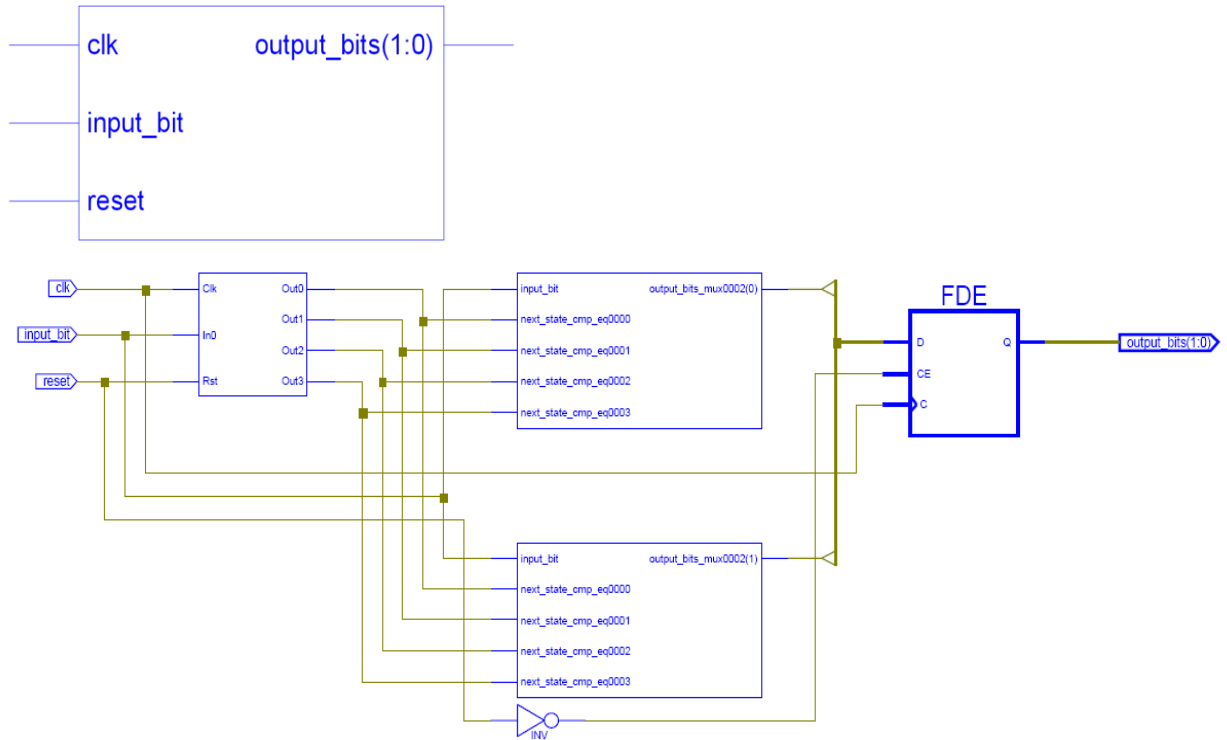 clk output_bits(1:0)
input_bit
reset
clk
input_bit
reset
Clk Out0
Out1
In0
Out2
Rst Out3
input_bit output_bits_mux0002(0)
next_state_cmp_eq0000
next_state_cmp_eq0001
next_state_cmp_eq0002
next_state_cmp_eq0003
FDE
D Q
CE
C
output_bits(1:0)
input_bit output_bits_mux0002(1)
next_state_cmp_eq0000
next_state_cmp_eq0001
next_state_cmp_eq0002
next_state_cmp_eq0003
INV